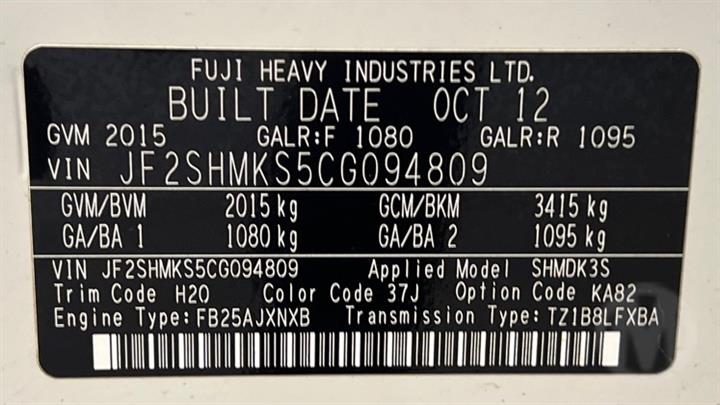 FUJI HEAVY INDUSTRIES LTD.
BUILT DATE OCT 12
GVM 2015 GALR:F 1080 GALR:R 1095
VIN JF2SHMKS5CG094809
GVM/BVM 2015 kg GCM/BKM 3415 kg
GA/BA 1 1080 kg GA/BA 2 1095 kg
VIN JF2SHMKS5CG094809 Applied Model SHMDK3S
Trim Code H20 Color Code 37J Option Code KA82
Engine Type:FB25AJXNXB Transmission Type:TZ1B8LFXBA